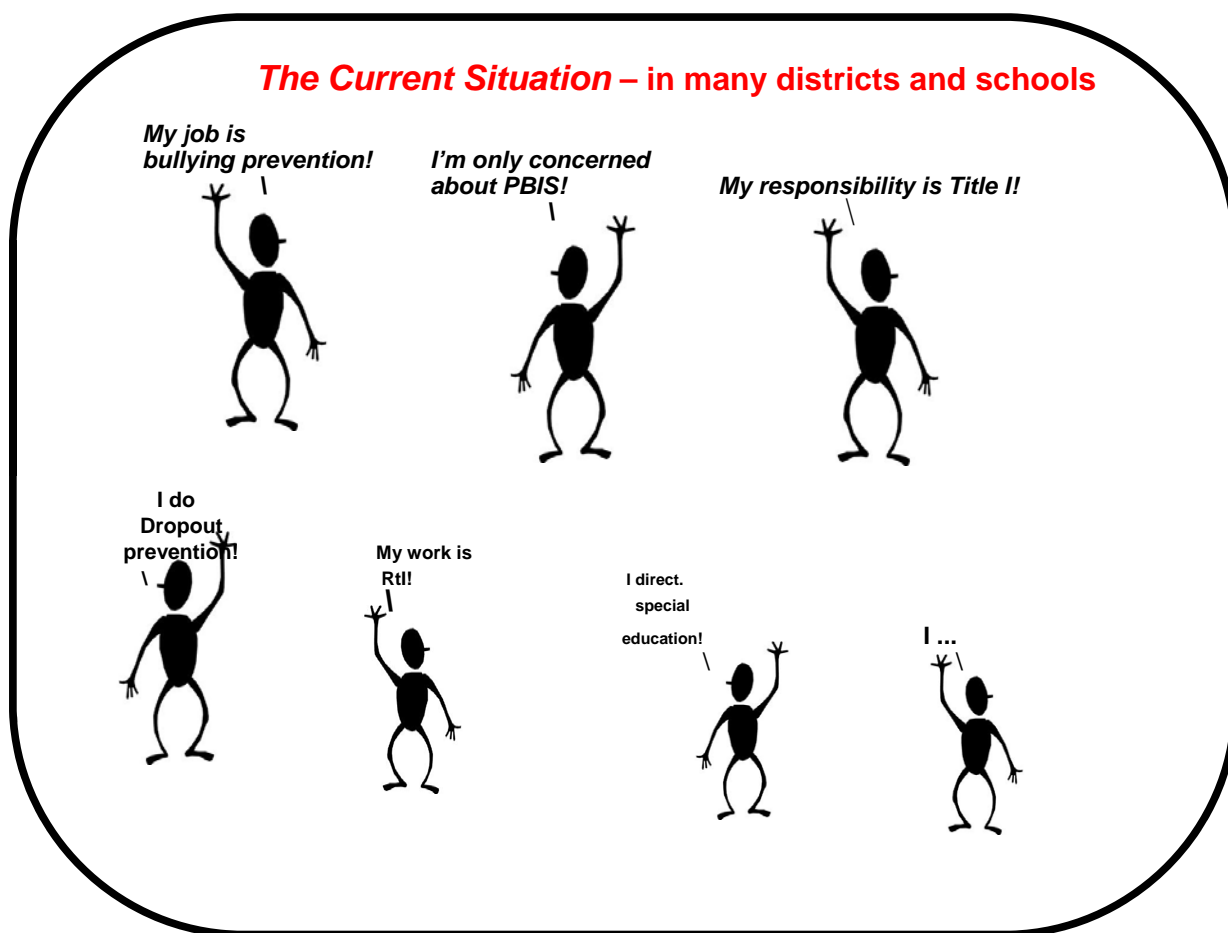 The Current Situation – in many districts and schools
My job is
bullying prevention!
I'm only concerned
about PBIS!
My responsibility is Title I!
I do
Dropout
prevention!
My work is
RtI!
I direct.
special
education!
I ...